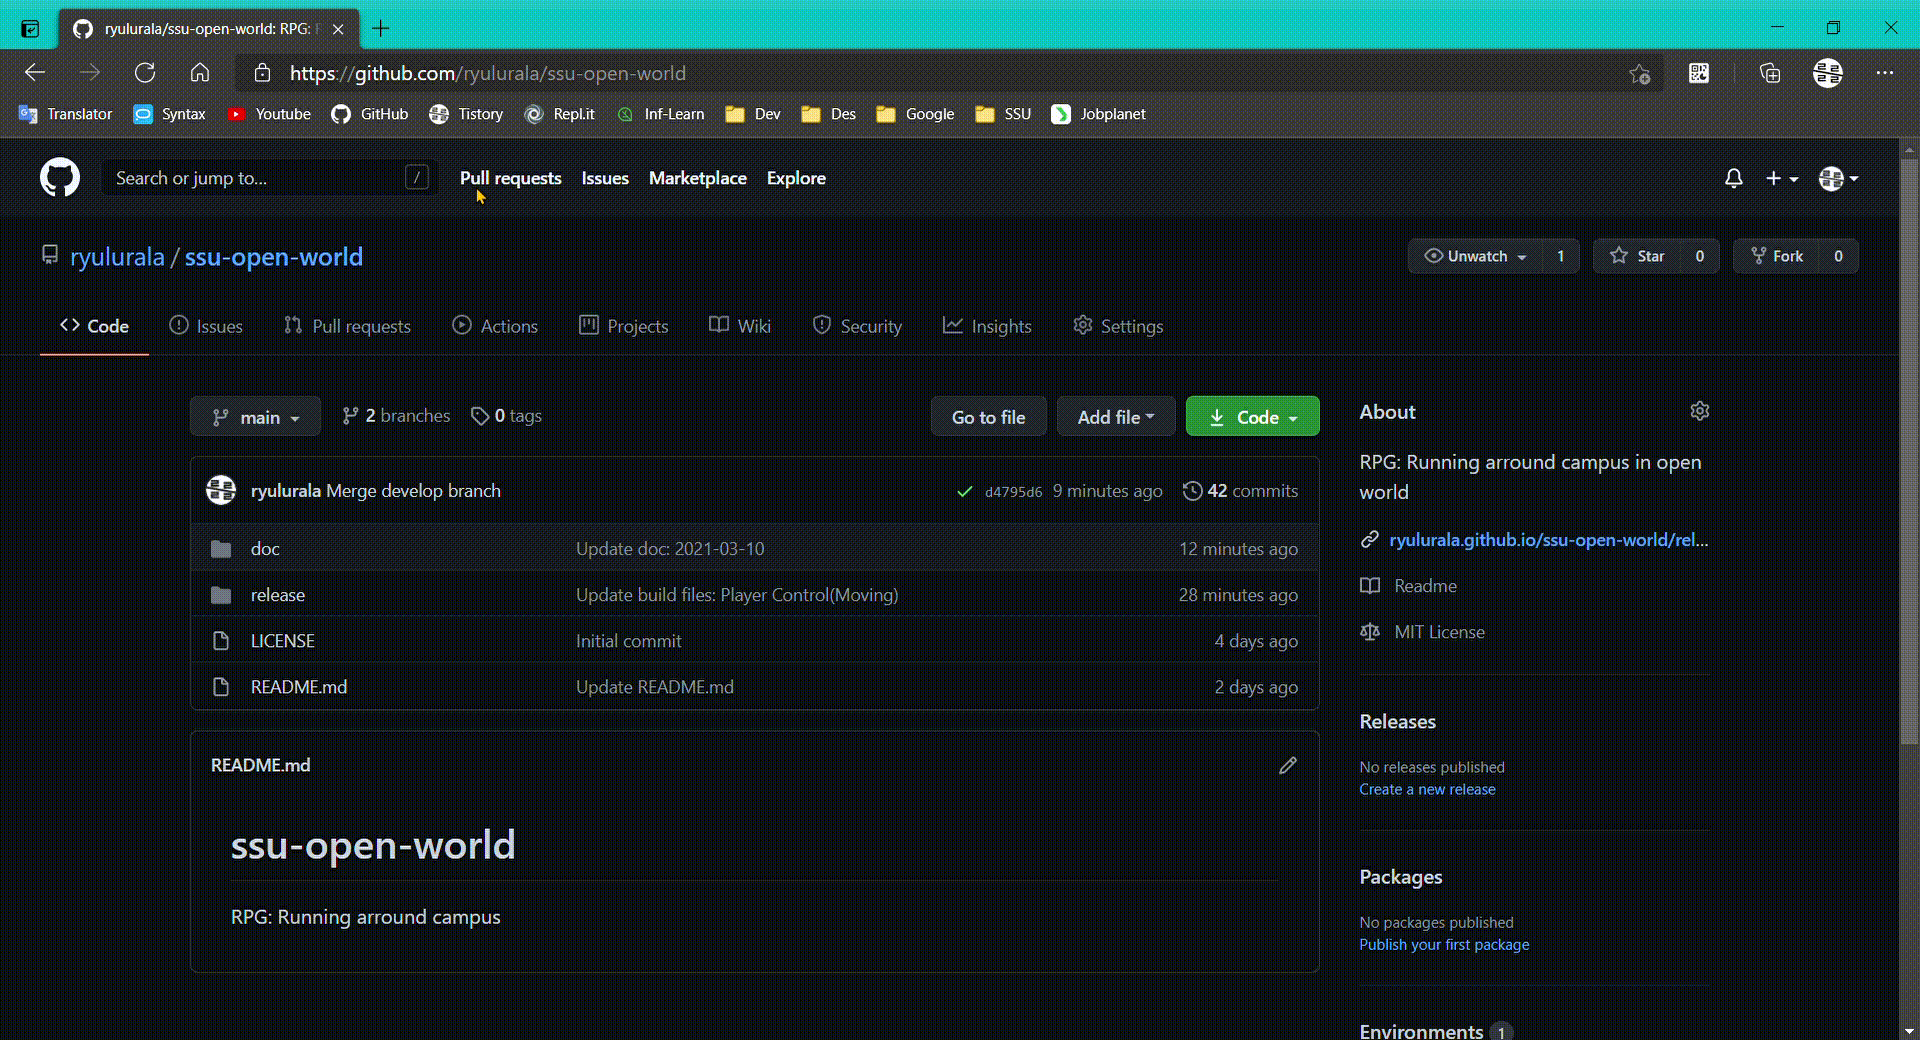 ryulurala/ssu-open-world: RPG:
https://github.com/ryulurala/ssu-open-world
Translator Syntax Youtube GitHub Tistory Repl.it Inf-Learn Dev Des Google SSU Jobplanet
Search or jump to... / Pull requests Issues Marketplace Explore
ryulurala / ssu-open-world Unwatch 1 Star 0 Fork 0
Code Issues Pull requests Actions Projects Wiki Security Insights Settings
main 2 branches 0 tags Go to file Add file Code
ryulurala Merge develop branch d4795d6 9 minutes ago 42 commits
doc Update doc: 2021-03-10 12 minutes ago
release Update build files: Player Control(Moving) 28 minutes ago
LICENSE Initial commit 4 days ago
README.md Update README.md 2 days ago
README.md
ssu-open-world
RPG: Running arround campus
About
RPG: Running arround campus in open
world
ryulurala.github.io/ssu-open-world/rel...
Readme
MIT License
Releases
No releases published
Create a new release
Packages
No packages published
Publish your first package
Environments 1